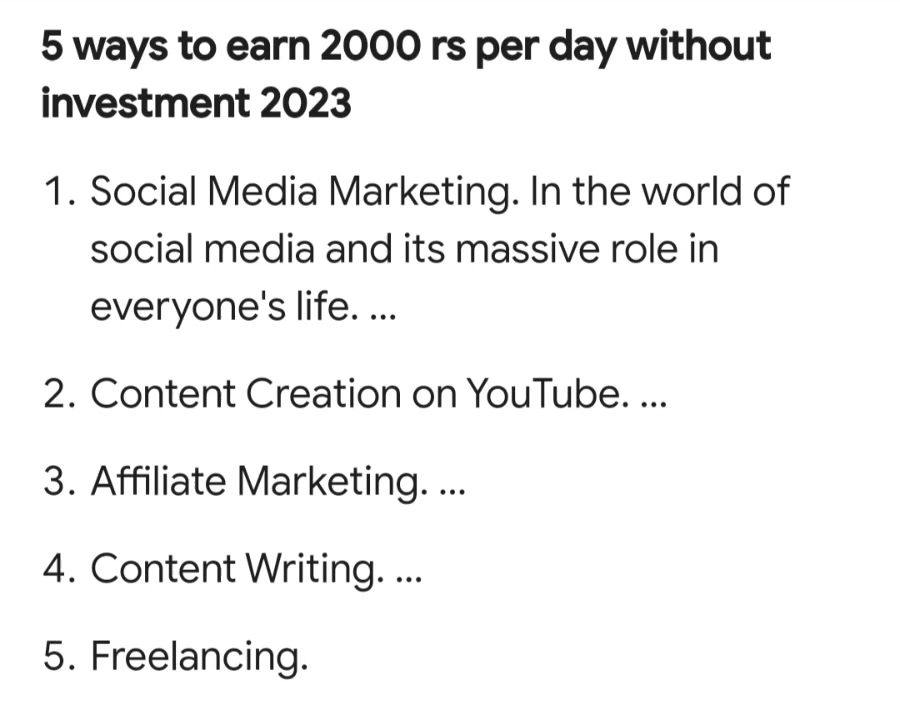 5 ways to earn 2000 rs per day without
investment 2023
1. Social Media Marketing. In the world of
social media and its massive role in
everyone's life. ...
2. Content Creation on YouTube. ...
3. Affiliate Marketing. ...
4. Content Writing. ...
5. Freelancing.